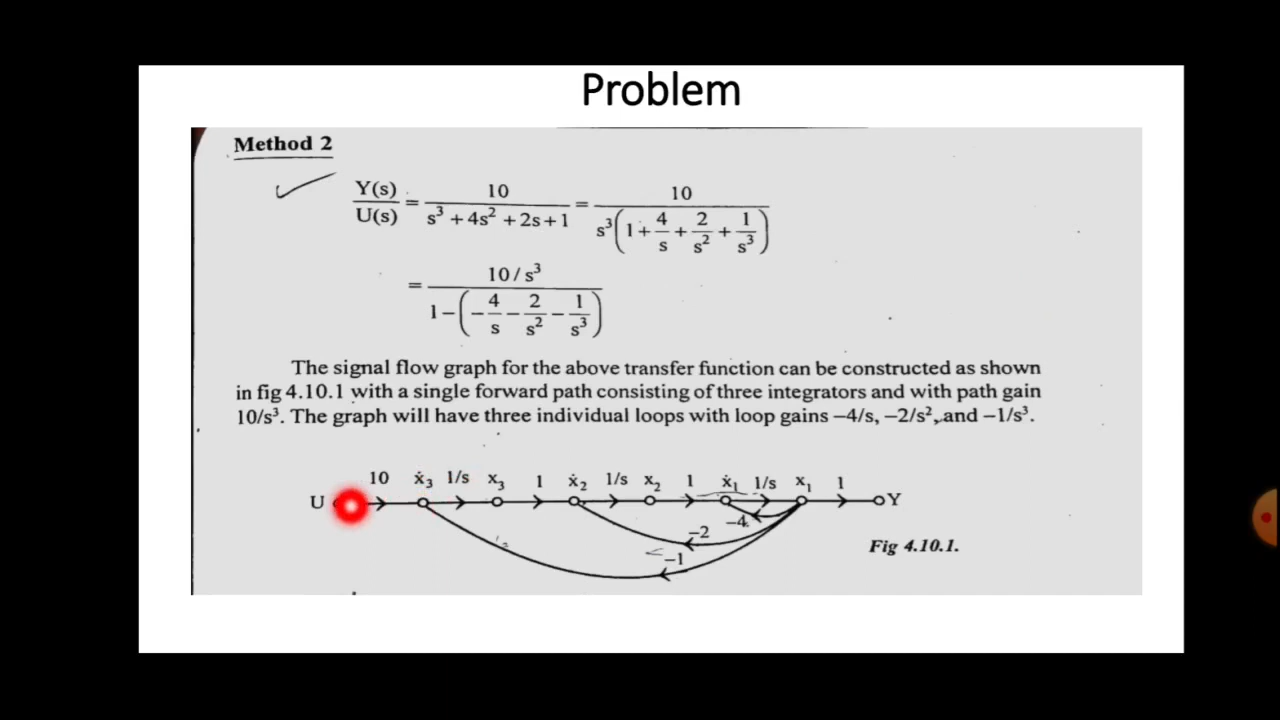 Problem
Method 2
Y(s)/U(s) = 10/(s³ + 4s² + 2s + 1) = 10/(s³(1 + 4/s + 2/s² + 1/s³))
= (10/s³)/(1 − (−4/s − 2/s² − 1/s³))
The signal flow graph for the above transfer function can be constructed as shown
in fig 4.10.1 with a single forward path consisting of three integrators and with path gain
10/s³. The graph will have three individual loops with loop gains −4/s, −2/s², and −1/s³.
10 ẋ₃ 1/s x₃ 1 ẋ₂ 1/s x₂ 1 ẋ₁ 1/s x₁ 1
U Y
−4
−2
−1
Fig 4.10.1.